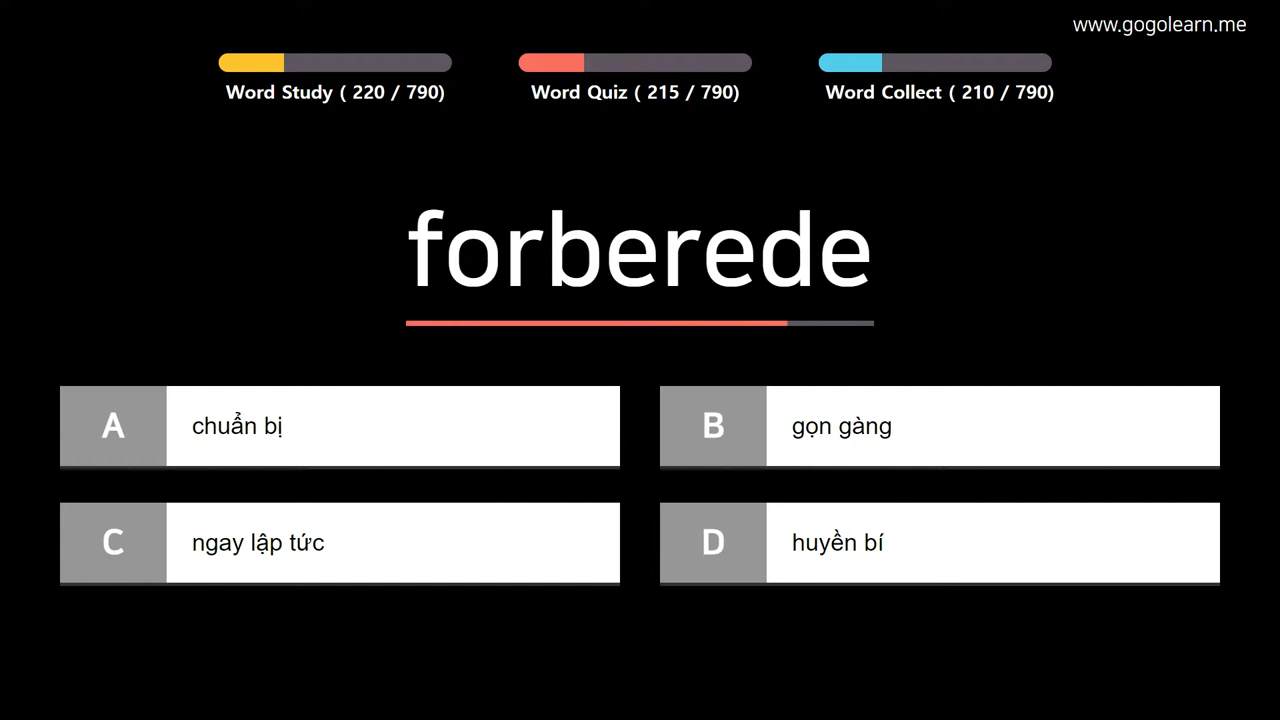 www.gogolearn.me
Word Study ( 220 / 790)
Word Quiz ( 215 / 790)
Word Collect ( 210 / 790)
forberede
A chuẩn bị
B gọn gàng
C ngay lập tức
D huyền bí